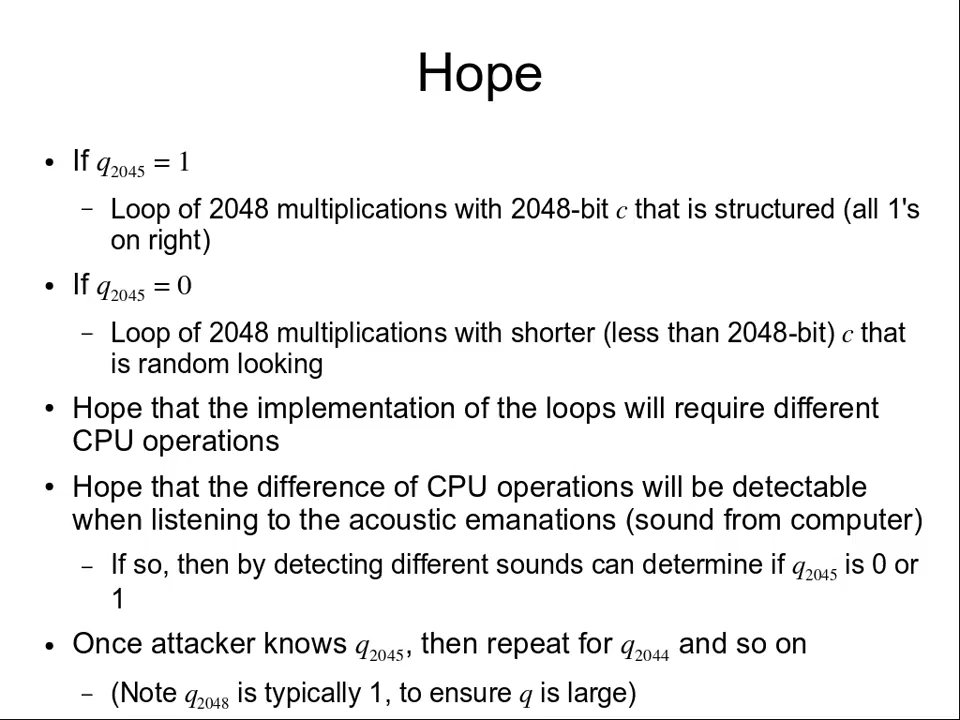 Hope
• If q2045 = 1
– Loop of 2048 multiplications with 2048-bit c that is structured (all 1's
on right)
• If q2045 = 0
– Loop of 2048 multiplications with shorter (less than 2048-bit) c that
is random looking
• Hope that the implementation of the loops will require different
CPU operations
• Hope that the difference of CPU operations will be detectable
when listening to the acoustic emanations (sound from computer)
– If so, then by detecting different sounds can determine if q2045 is 0 or
1
• Once attacker knows q2045, then repeat for q2044 and so on
– (Note q2048 is typically 1, to ensure q is large)